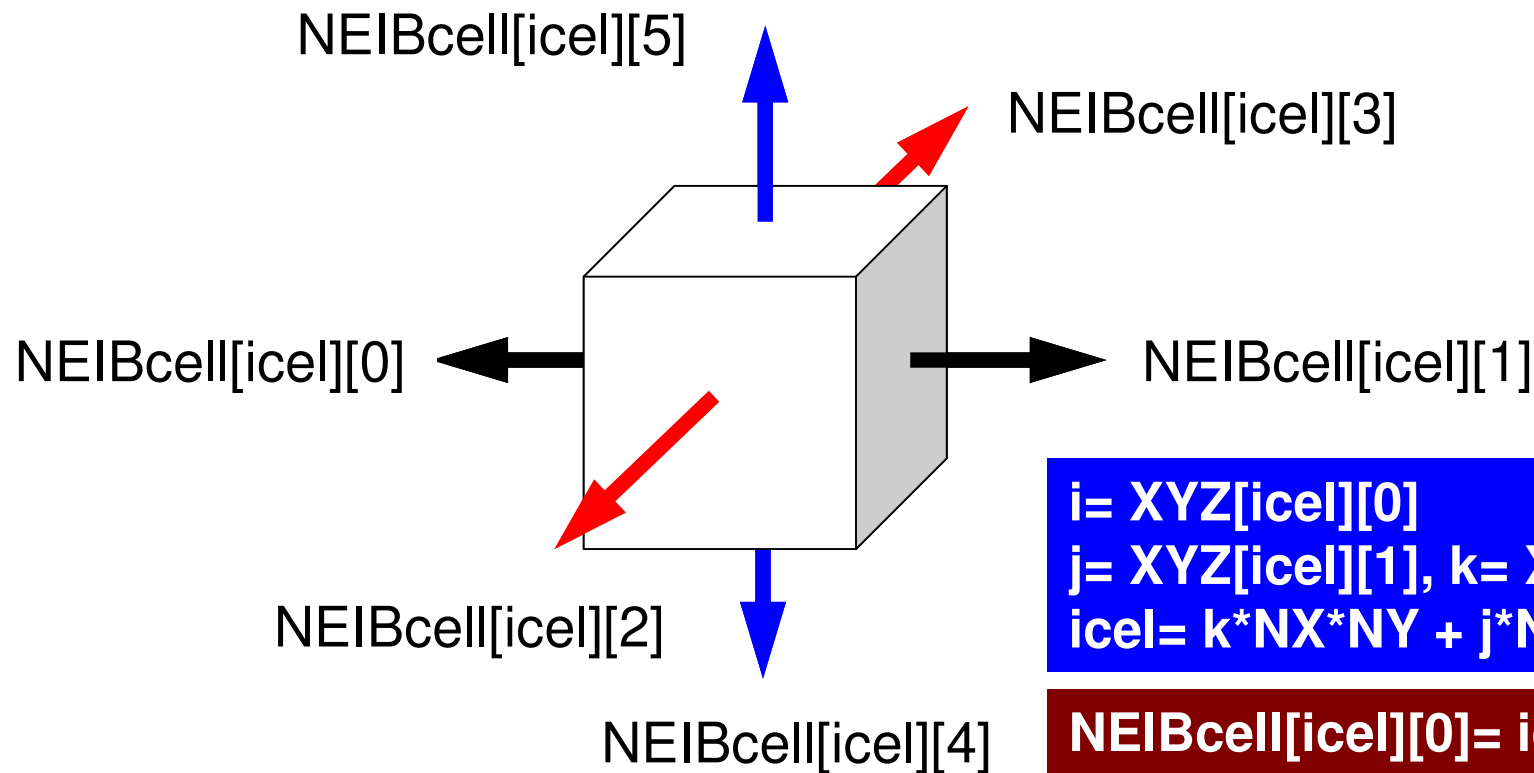 NEIBcell[icel][5]
NEIBcell[icel][3]
NEIBcell[icel][0]
NEIBcell[icel][1]
NEIBcell[icel][2]
NEIBcell[icel][4]
i= XYZ[icel][0]
j= XYZ[icel][1], k=
icel= k*NX*NY +
NEIBcell[icel][0]=